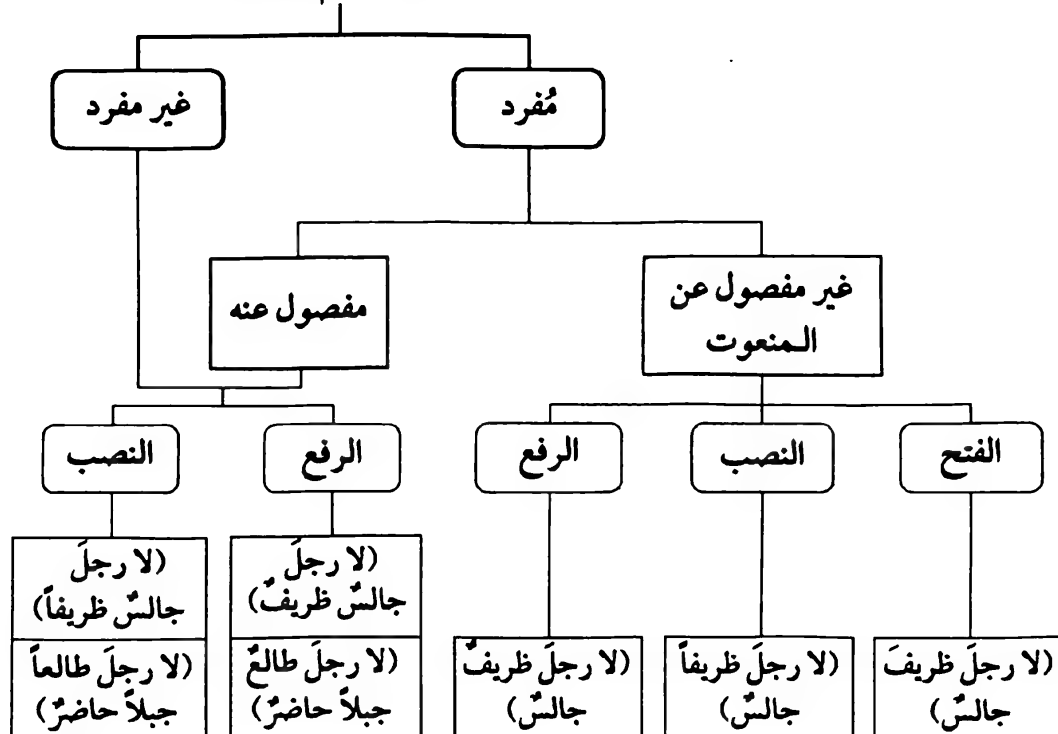 مُفرد
غير مفرد
غير مفصول عن
المنعوت
مفصول عنه
الفتح
النصب
الرفع
الرفع
النصب
(لا رجلَ ظريفَ
جالسٌ)
(لا رجلَ ظريفاً
جالسٌ)
(لا رجلَ ظريفٌ
جالسٌ)
(لا رجلَ
جالسٌ ظريفٌ)
(لا رجلَ طالعٌ
جبلاً حاضرٌ)
(لا رجلَ
جالسٌ ظريفاً)
(لا رجلَ طالعاً
جبلاً حاضرٌ)